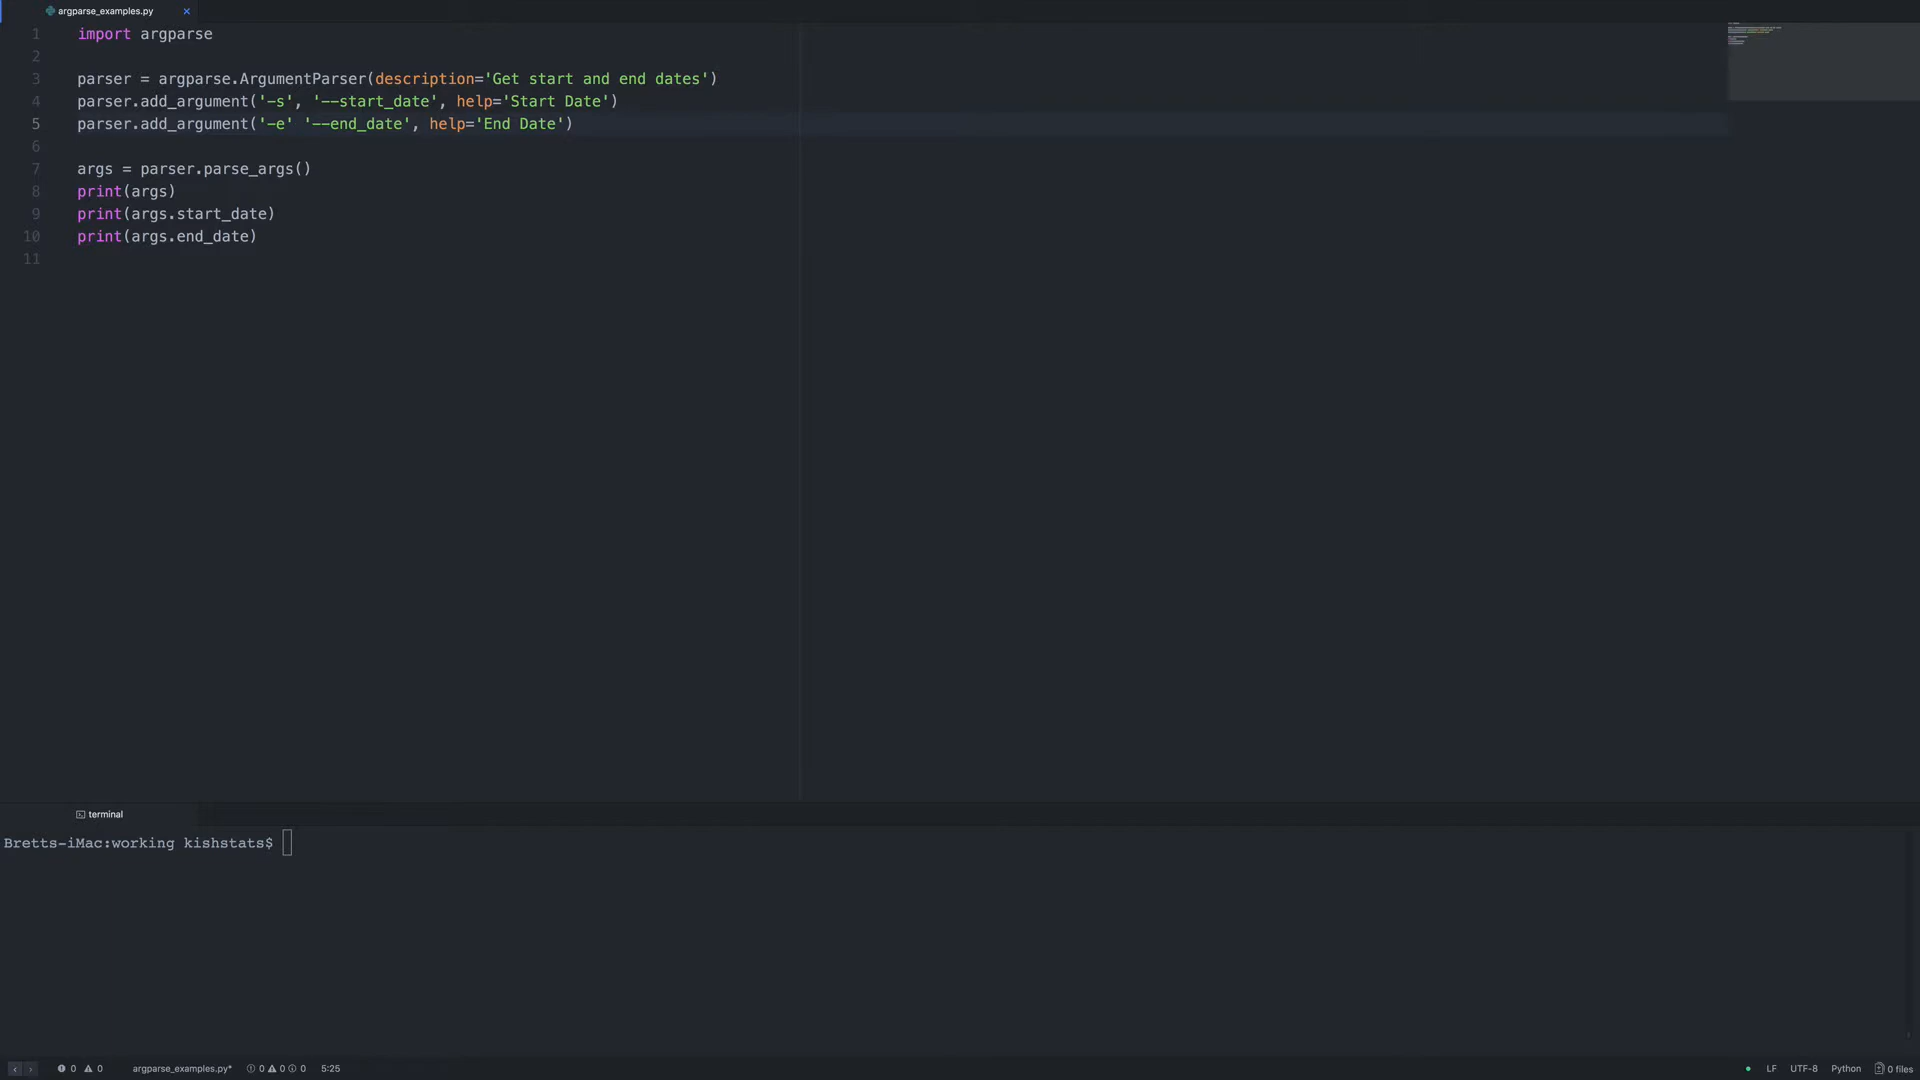 argparse_examples.py
1 import argparse
2
3 parser = argparse.ArgumentParser(description='Get start and end dates')
4 parser.add_argument('-s', '--start_date', help='Start Date')
5 parser.add_argument('-e' '--end_date', help='End Date')
6
7 args = parser.parse_args()
8 print(args)
9 print(args.start_date)
10 print(args.end_date)
11
terminal
Bretts-iMac:working kishstats$
0 0 argparse_examples.py* 0 0 0 5:25 LF UTF-8 Python 0 files